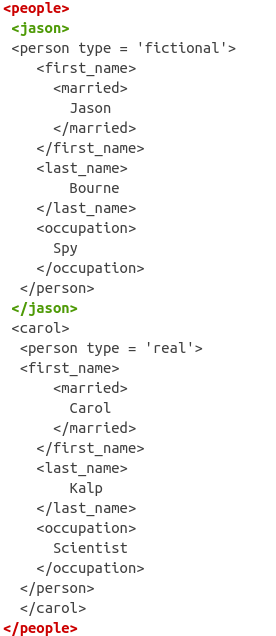 <people>
 <jason>
 <person type = 'fictional'>
    <first_name>
      <married>
        Jason
      </married>
    </first_name>
    <last_name>
        Bourne
    </last_name>
    <occupation>
      Spy
    </occupation>
  </person>
 </jason>
 <carol>
  <person type = 'real'>
  <first_name>
      <married>
        Carol
      </married>
    </first_name>
    <last_name>
        Kalp
    </last_name>
    <occupation>
      Scientist
    </occupation>
  </person>
  </carol>
</people>